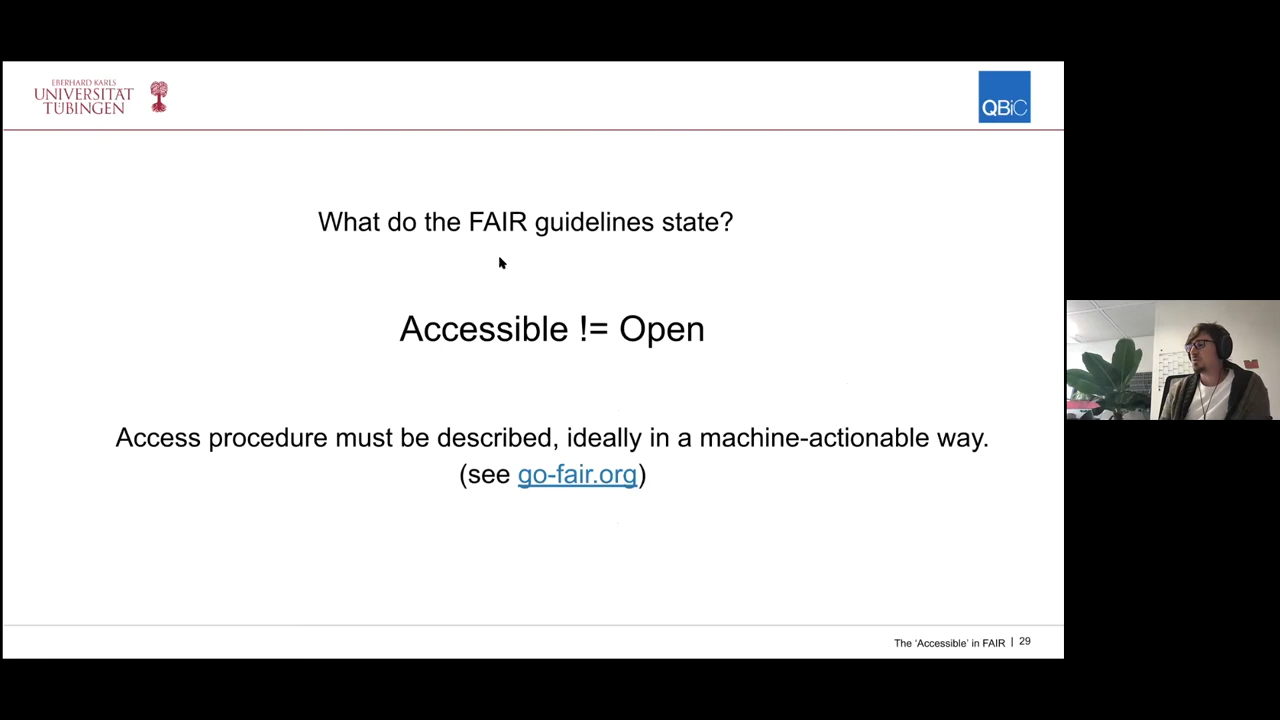 EBERHARD KARLS
UNIVERSITÄT
TÜBINGEN
QBiC
What do the FAIR guidelines state?
Accessible != Open
Access procedure must be described, ideally in a machine-actionable way.
(see go-fair.org)
The 'Accessible' in FAIR | 29